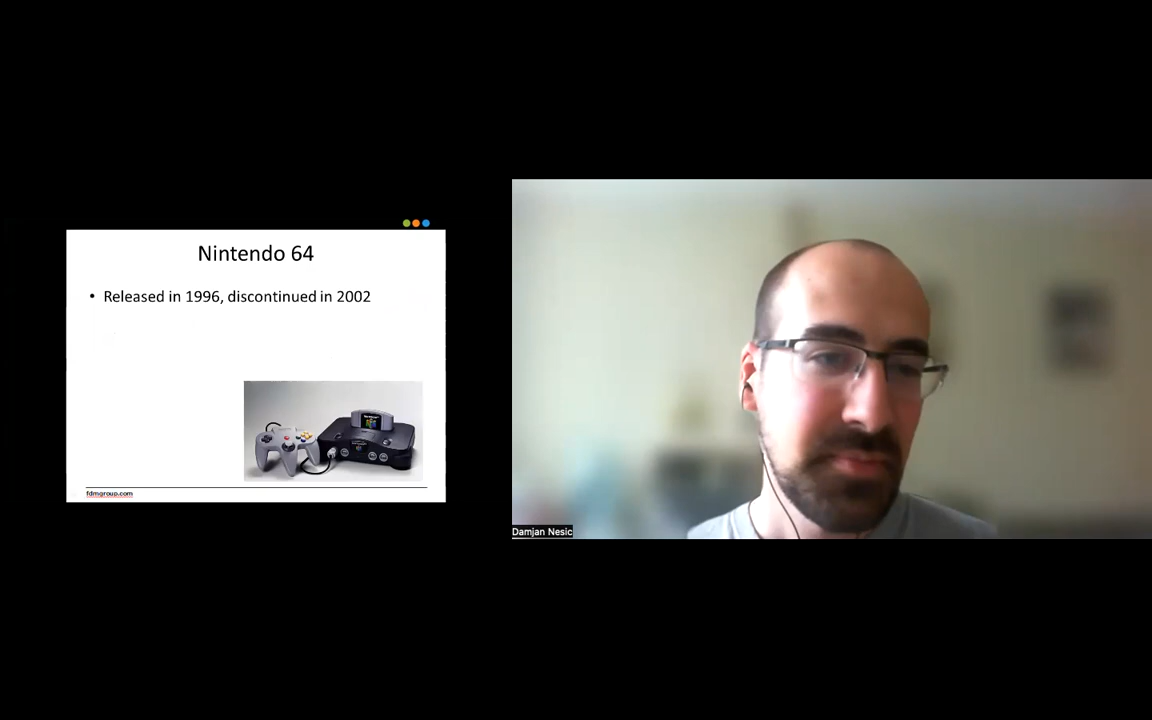 Nintendo 64
• Released in 1996, discontinued in 2002
fdmgroup.com
Damjan Nesic